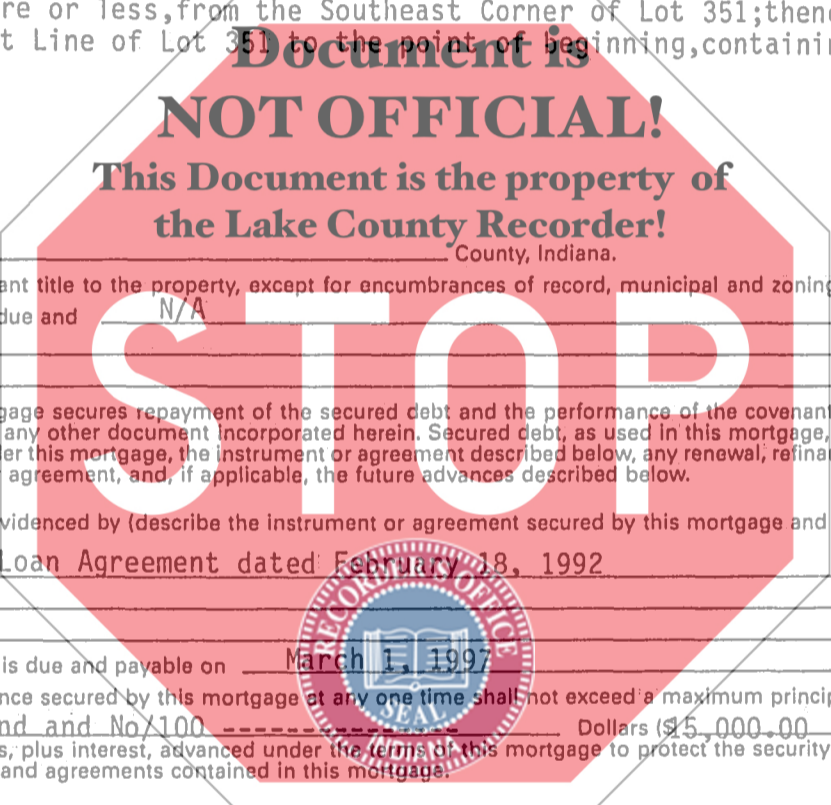 re or less,from the Southeast Corner of Lot 351;then
t Line of Lot 351 to the point of beginning,containi
Document is
NOT OFFICIAL!
This Document is the property of
the Lake County Recorder!
County, Indiana.
ant title to the property, except for encumbrances of record, municipal and zoning
due and N/A
STOP
gage secures repayment of the secured debt and the performance of the covenant
any other document incorporated herein. Secured debt, as used in this mortgage,
er this mortgage, the instrument or agreement described below, any renewal, refina
agreement, and, if applicable, the future advances described below.
videnced by (describe the instrument or agreement secured by this mortgage and
Loan Agreement dated February 18, 1992
RECORDER'S OFFICE
is due and payable on March 1, 1997
SEAL
INDIANA
nce secured by this mortgage at any one time shall not exceed a maximum princip
nd and No/100 ---------------- Dollars ($15,000.00
s, plus interest, advanced under the terms of this mortgage to protect the security
and agreements contained in this mortgage.